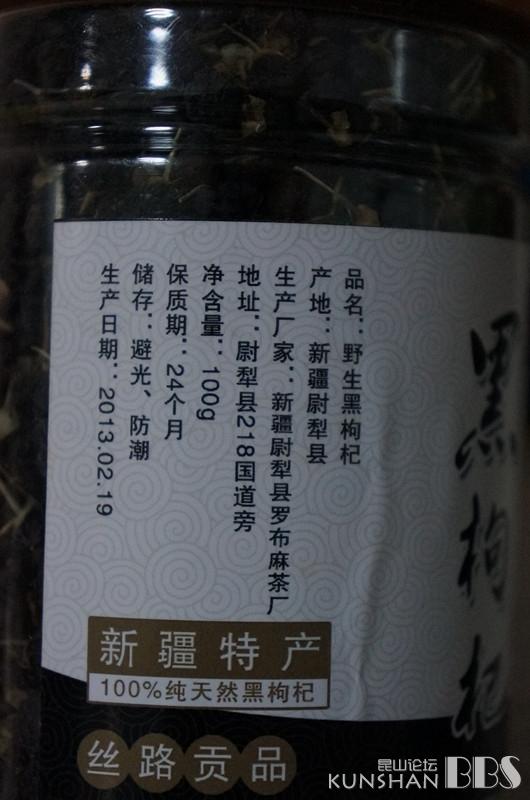 品名：野生黑枸杞
产地：新疆尉犁县
生产厂家：新疆尉犁县罗布麻茶厂
地址：尉犁县218国道旁
净含量：100g
保质期：24个月
储存：避光、防潮
生产日期：2013.02.19
黑枸杞
新疆特产
100%纯天然黑枸杞
丝路贡品
昆山论坛
KUNSHAN BBS